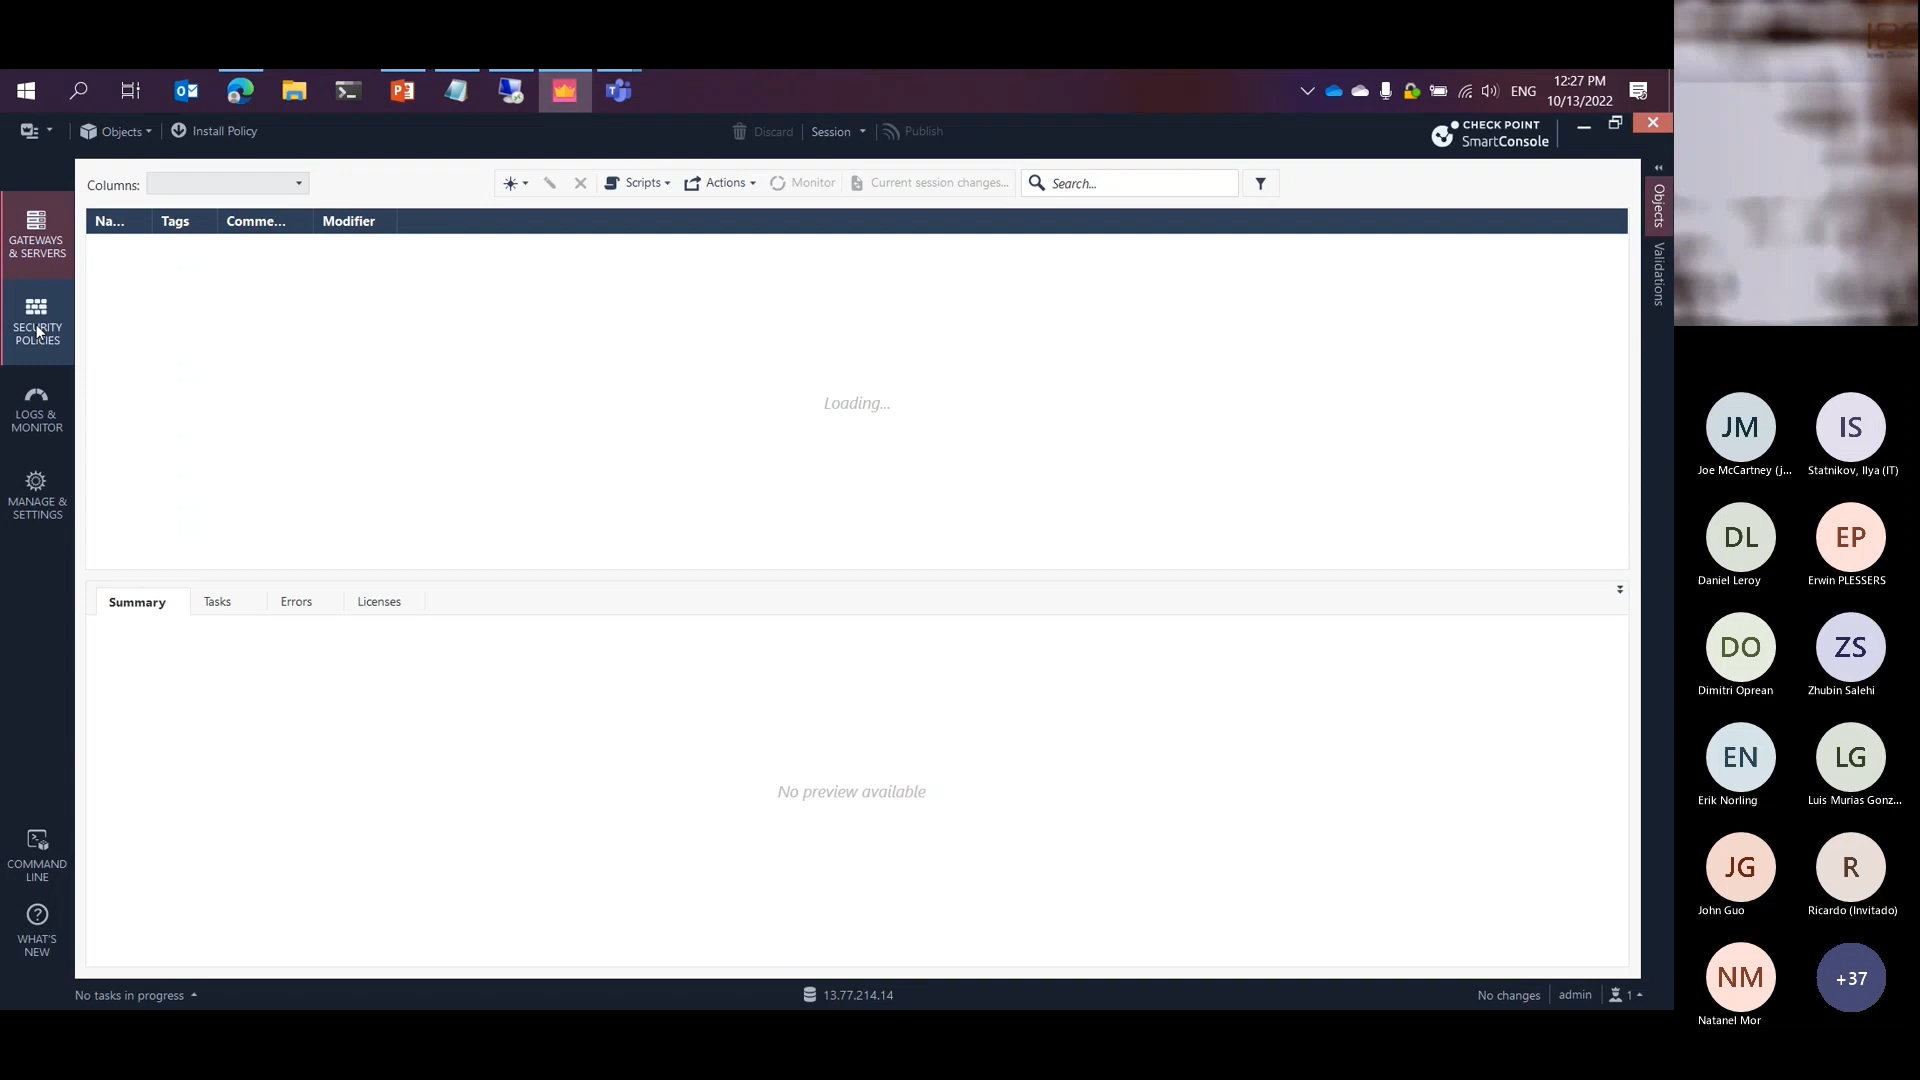 ENG
12:27 PM
10/13/2022
Objects
Install Policy
Discard
Session
Publish
CHECK POINT
SmartConsole
Columns:
Scripts
Actions
Monitor
Current session changes...
Search...
Na...
Tags
Comme...
Modifier
GATEWAYS
& SERVERS
SECURITY
POLICIES
LOGS &
MONITOR
MANAGE &
SETTINGS
COMMAND
LINE
WHAT'S
NEW
Loading...
Summary
Tasks
Errors
Licenses
No preview available
Objects
Validations
No tasks in progress
13.77.214.14
No changes
admin
1
JM
Joe McCartney (j...
IS
Statnikov, Ilya (IT)
DL
Daniel Leroy
EP
Erwin PLESSERS
DO
Dimitri Oprean
ZS
Zhubin Salehi
EN
Erik Norling
LG
Luis Murias Gonz...
JG
John Guo
R
Ricardo (Invitado)
NM
Natanel Mor
+37